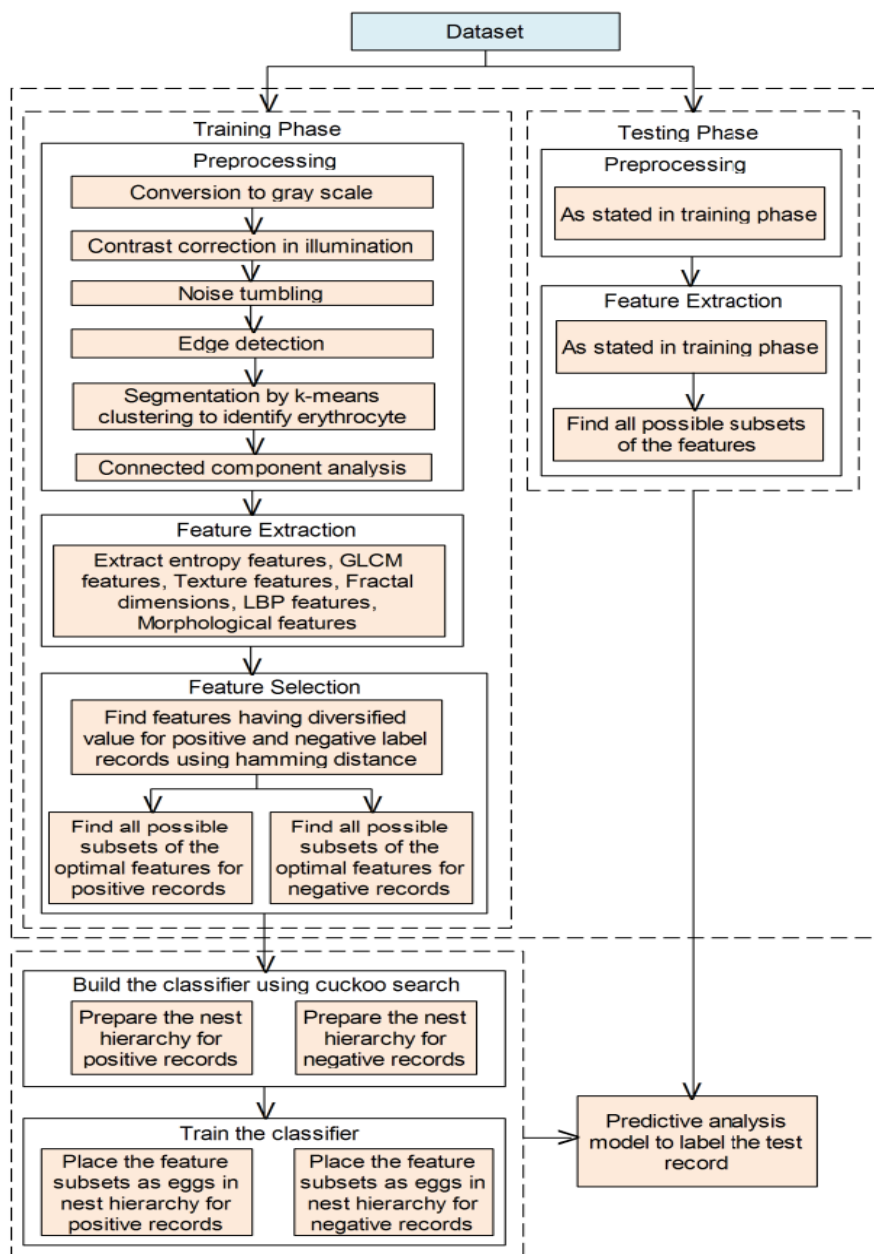 Dataset
Training Phase
Preprocessing
Conversion to gray scale
Contrast correction in illumination
Noise tumbling
Edge detection
Segmentation by k-means
clustering to identify erythrocyte
Connected component analysis
Feature Extraction
Extract entropy features, GLCM
features, Texture features, Fractal
dimensions, LBP features,
Morphological features
Feature Selection
Find features having diversified
value for positive and negative label
records using hamming distance
Find all possible
subsets of the
optimal features for
positive records
Find all possible
subsets of the
optimal features for
negative records
Testing Phase
Preprocessing
As stated in training phase
Feature Extraction
As stated in training phase
Find all possible subsets
of the features
Build the classifier using cuckoo search
Prepare the nest
hierarchy for
positive records
Prepare the nest
hierarchy for
negative records
Train the classifier
Place the feature
subsets as eggs in
nest hierarchy for
positive records
Place the feature
subsets as eggs in
nest hierarchy for
negative records
Predictive analysis
model to label the test
record